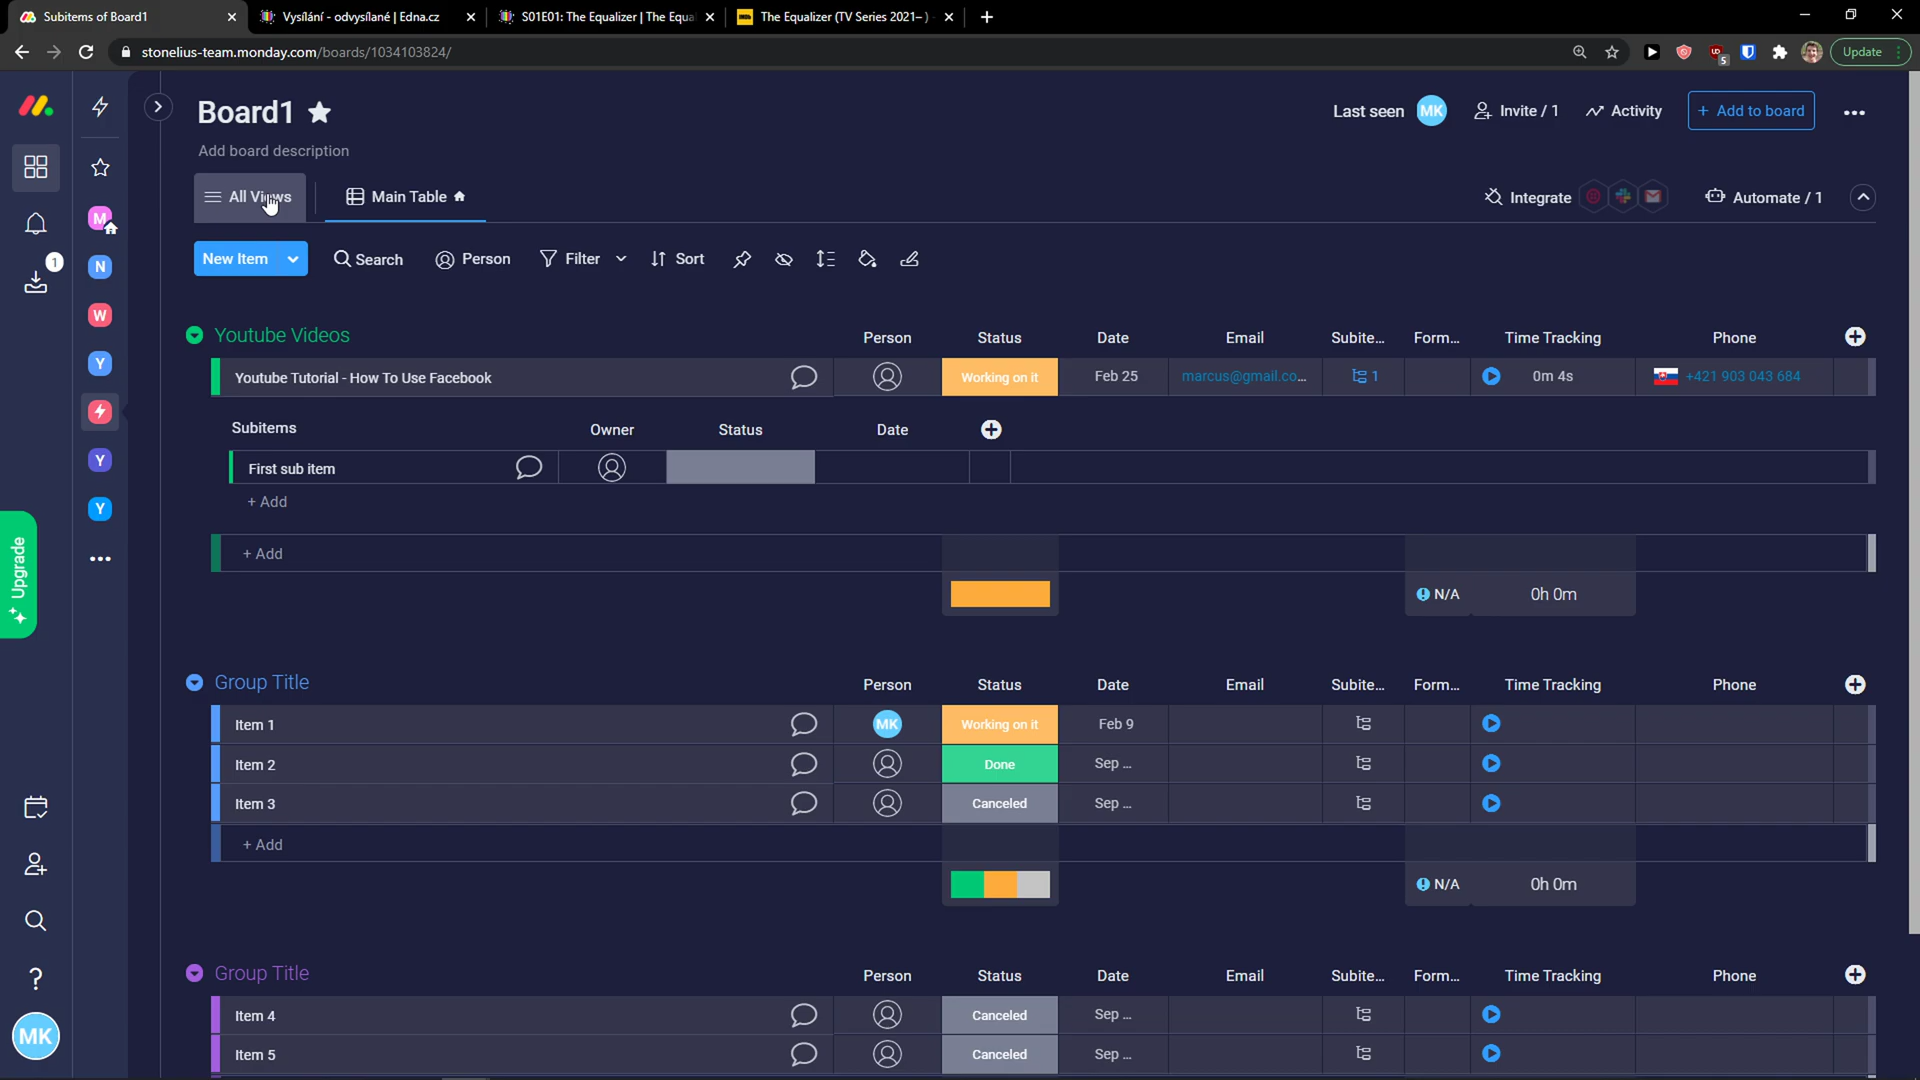 Subitems of Board1
Vysílání - odvysílané | Edna.cz
S01E01: The Equalizer | The Equa
The Equalizer (TV Series 2021– )
stonelius-team.monday.com/boards/1034103824/
5
Update
Board1
Last seen MK Invite / 1 Activity + Add to board
Add board description
All Views Main Table
Integrate Automate / 1
New Item Search Person Filter Sort
M
N
1
W
Y
Y
Y
Upgrade
MK
Youtube Videos Person Status Date Email Subite... Form... Time Tracking Phone
Youtube Tutorial - How To Use Facebook Working on it Feb 25 marcus@gmail.co... 1 0m 4s +421 903 043 684
Subitems Owner Status Date
First sub item
+ Add
+ Add
N/A 0h 0m
Group Title Person Status Date Email Subite... Form... Time Tracking Phone
Item 1 MK Working on it Feb 9
Item 2 Done Sep ...
Item 3 Canceled Sep ...
+ Add
N/A 0h 0m
Group Title Person Status Date Email Subite... Form... Time Tracking Phone
Item 4 Canceled Sep ...
Item 5 Canceled Sep ...